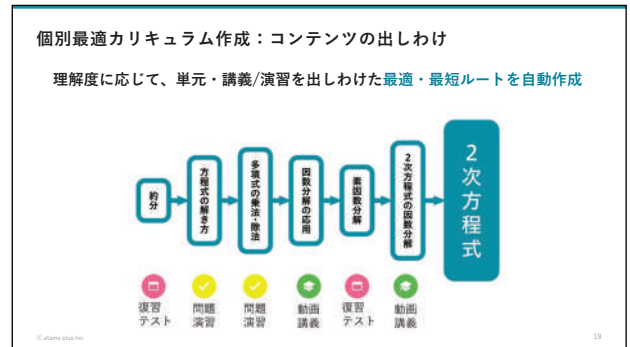 個別最適カリキュラム作成：コンテンツの出しわけ
理解度に応じて、単元・講義/演習を出しわけた最適・最短ルートを自動作成
約分
方程式の解き方
多項式の乗法・除法
因数分解の応用
素因数分解
2次方程式の因数分解
2次方程式
復習
テスト
問題
演習
問題
演習
動画
講義
復習
テスト
動画
講義
© atama plus Inc.
18